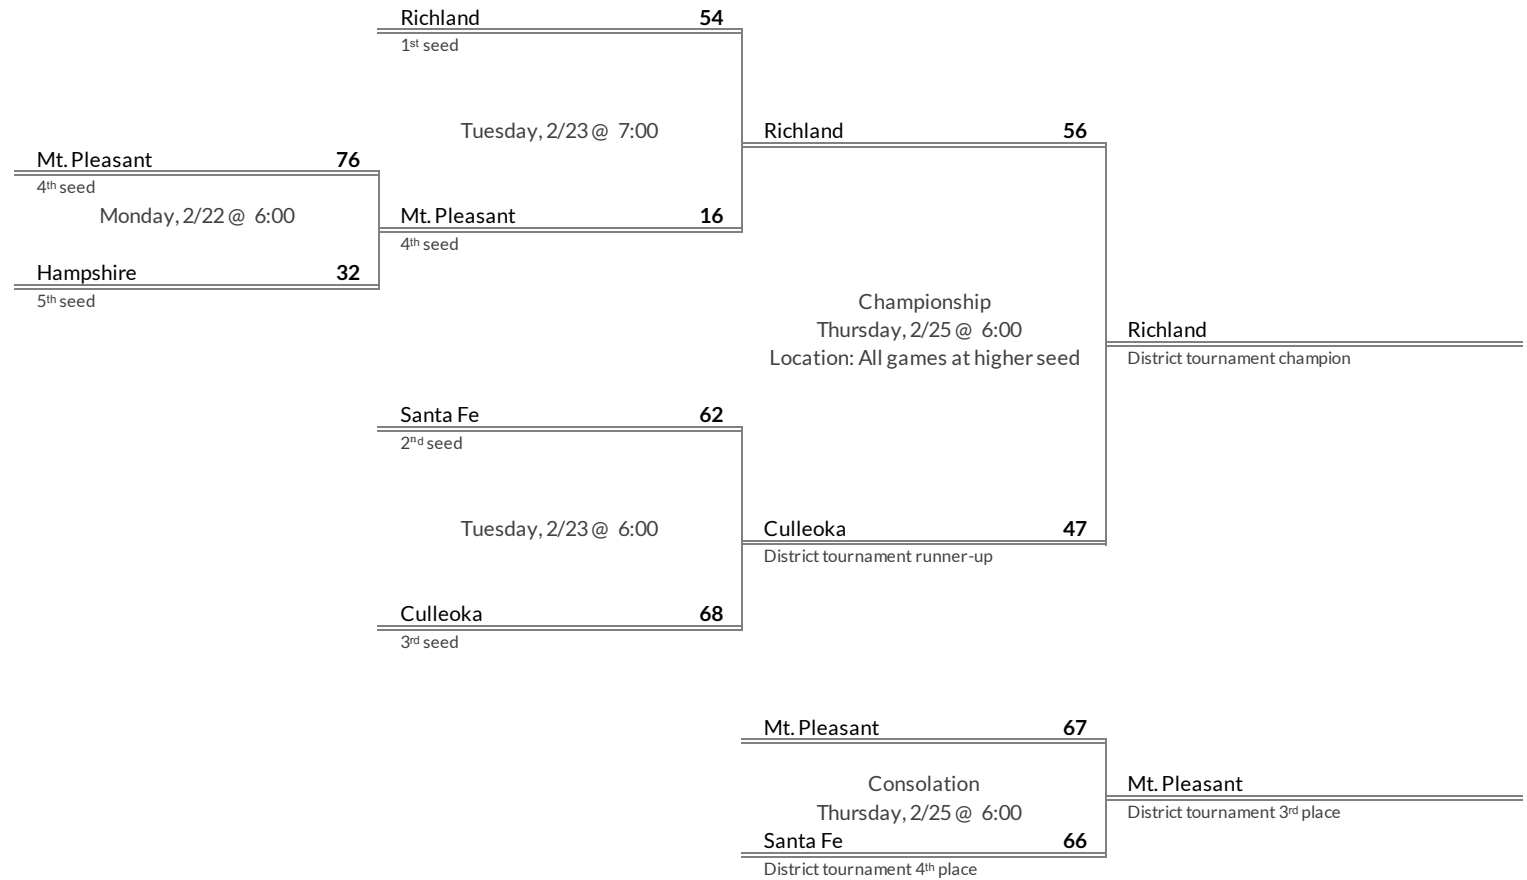 Richland 54
1st seed
Tuesday, 2/23 @ 7:00
Richland 56
Mt. Pleasant 76
4th seed
Monday, 2/22 @ 6:00
Mt. Pleasant 16
4th seed
Hampshire 32
5th seed
Championship
Thursday, 2/25 @ 6:00
Location: All games at higher seed
Richland
District tournament champion
Santa Fe 62
2nd seed
Tuesday, 2/23 @ 6:00
Culleoka 47
District tournament runner-up
Culleoka 68
3rd seed
Mt. Pleasant 67
Consolation
Thursday, 2/25 @ 6:00
Mt. Pleasant
District tournament 3rd place
Santa Fe 66
District tournament 4th place